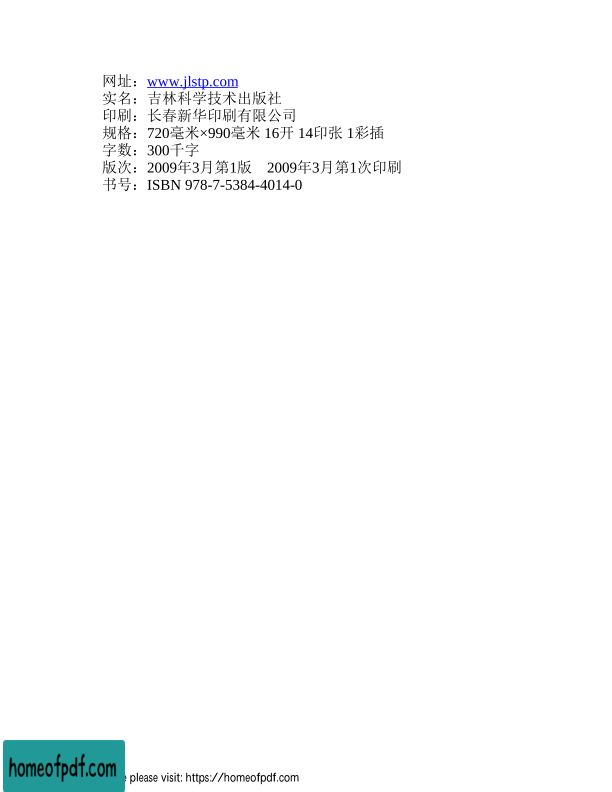 网址：www.jlstp.com
实名：吉林科学技术出版社
印刷：长春新华印刷有限公司
规格：720毫米×990毫米 16开 14印张 1彩插
字数：300千字
版次：2009年3月第1版　2009年3月第1次印刷
书号：ISBN 978-7-5384-4014-0
homeofpdf.com
please visit: https://homeofpdf.com